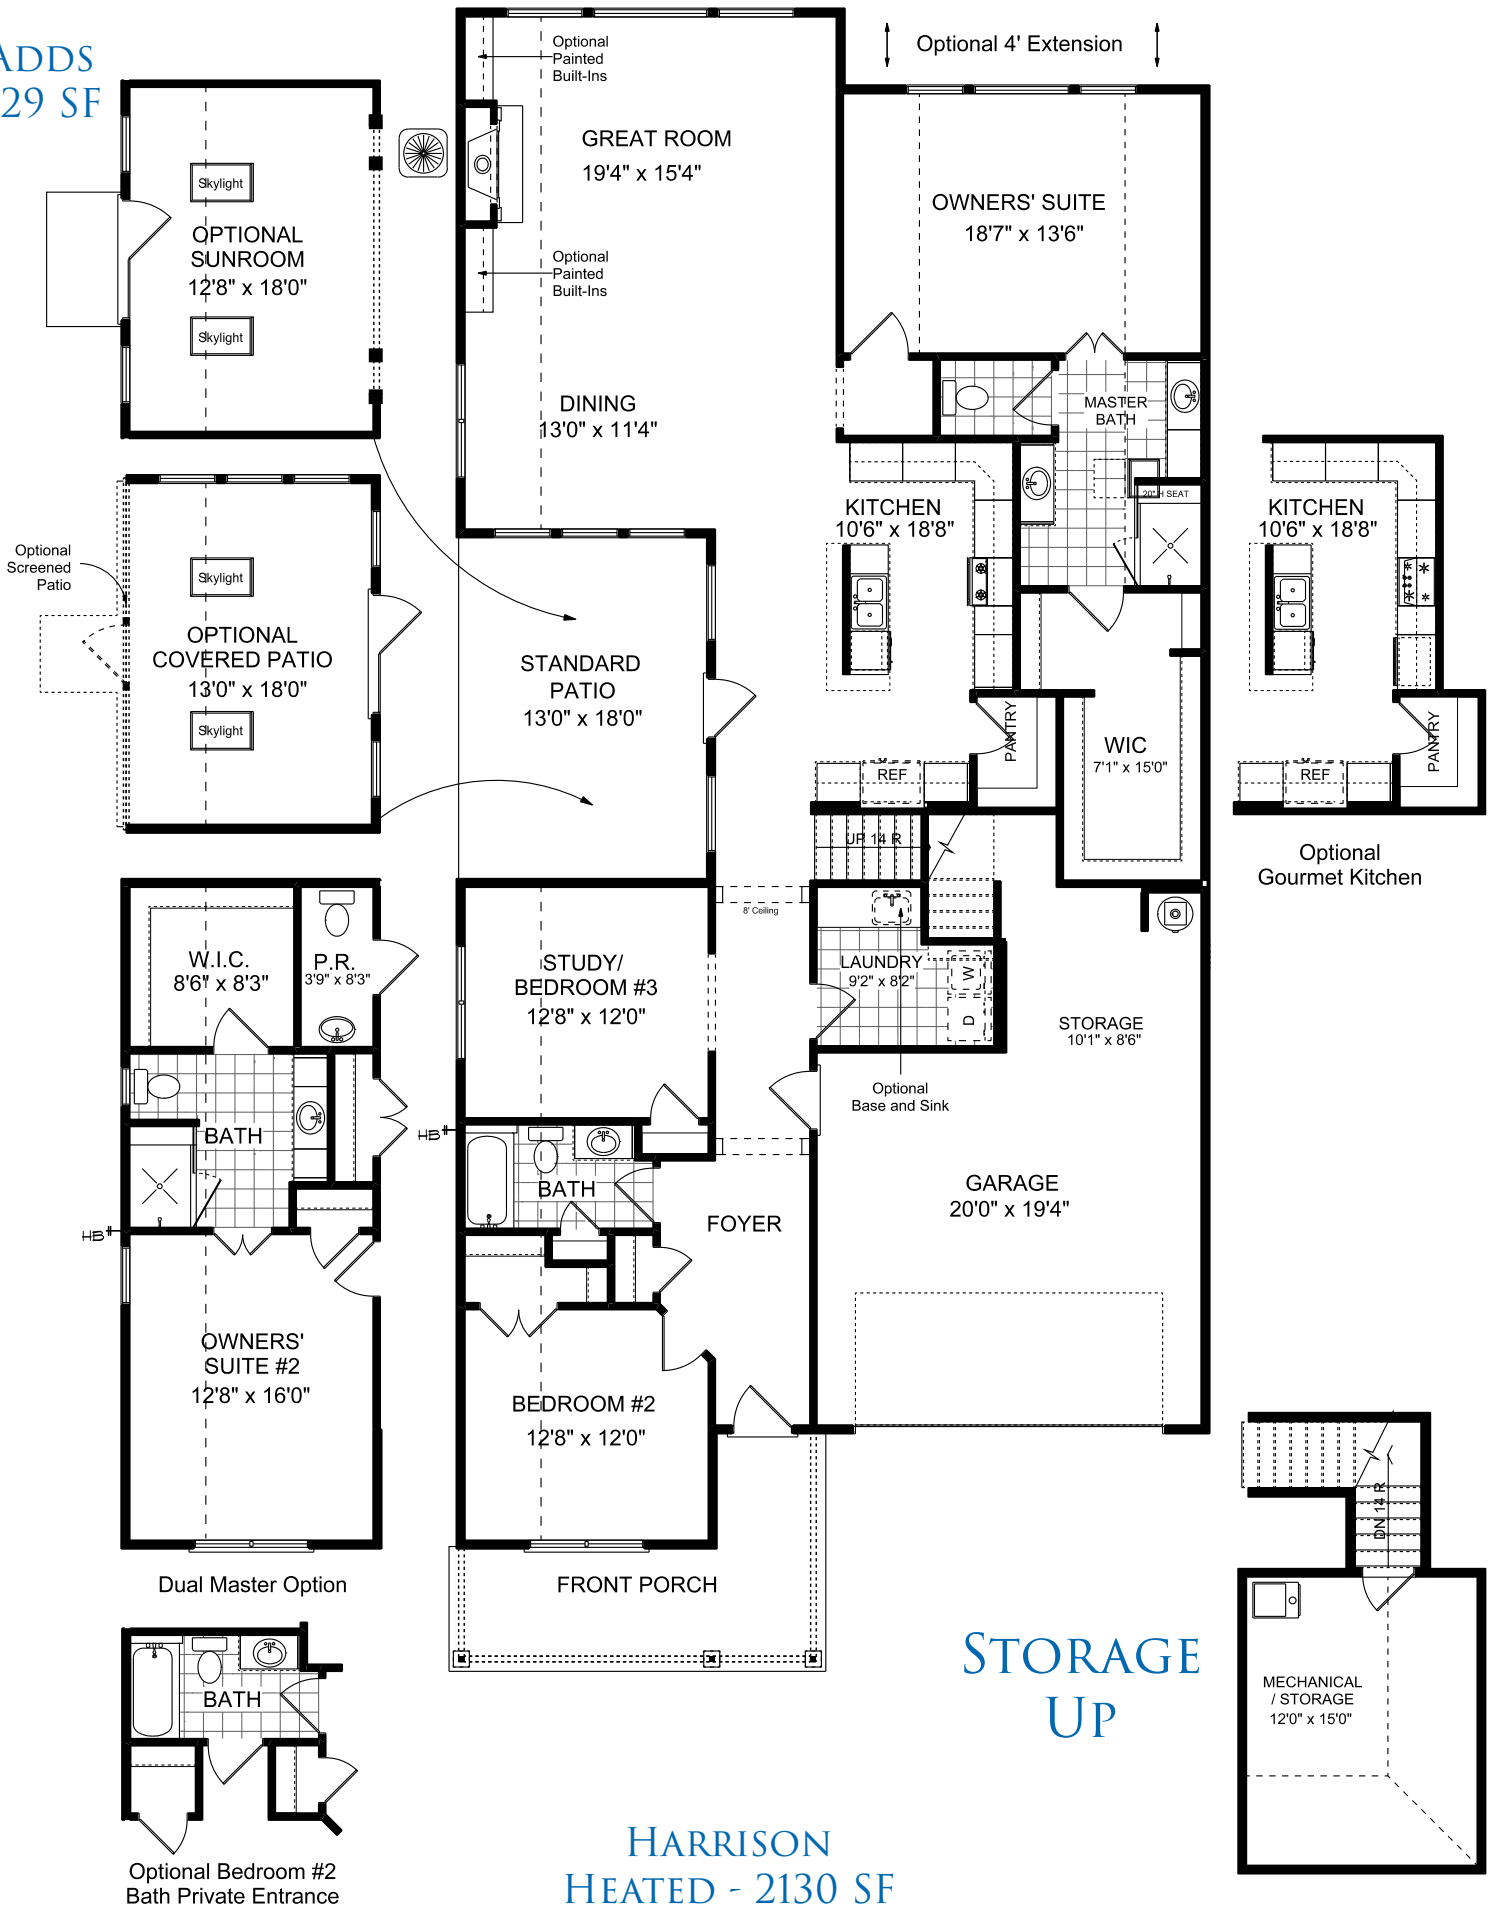 ADDS
29 SF
Optional
Painted
Built-Ins
Optional 4' Extension
GREAT ROOM
19'4" x 15'4"
Skylight
OPTIONAL
SUNROOM
12'8" x 18'0"
Skylight
OWNERS' SUITE
18'7" x 13'6"
Optional
Painted
Built-Ins
DINING
13'0" x 11'4"
MASTER
BATH
20" H SEAT
KITCHEN
10'6" x 18'8"
KITCHEN
10'6" x 18'8"
Optional
Screened
Patio
Skylight
OPTIONAL
COVERED PATIO
13'0" x 18'0"
Skylight
STANDARD
PATIO
13'0" x 18'0"
PANTRY
WIC
7'1" x 15'0"
REF
PANTRY
REF
UP 14 R
Optional
Gourmet Kitchen
8' Ceiling
W.I.C.
8'6" x 8'3"
P.R.
3'9" x 8'3"
STUDY/
BEDROOM #3
12'8" x 12'0"
LAUNDRY
9'2" x 8'2"
W
D
STORAGE
10'1" x 8'6"
Optional
Base and Sink
BATH
HB
HB
BATH
FOYER
GARAGE
20'0" x 19'4"
OWNERS'
SUITE #2
12'8" x 16'0"
BEDROOM #2
12'8" x 12'0"
DN 14 R
Dual Master Option
FRONT PORCH
BATH
STORAGE
UP
MECHANICAL
/ STORAGE
12'0" x 15'0"
Optional Bedroom #2
Bath Private Entrance
HARRISON
HEATED - 2130 SF